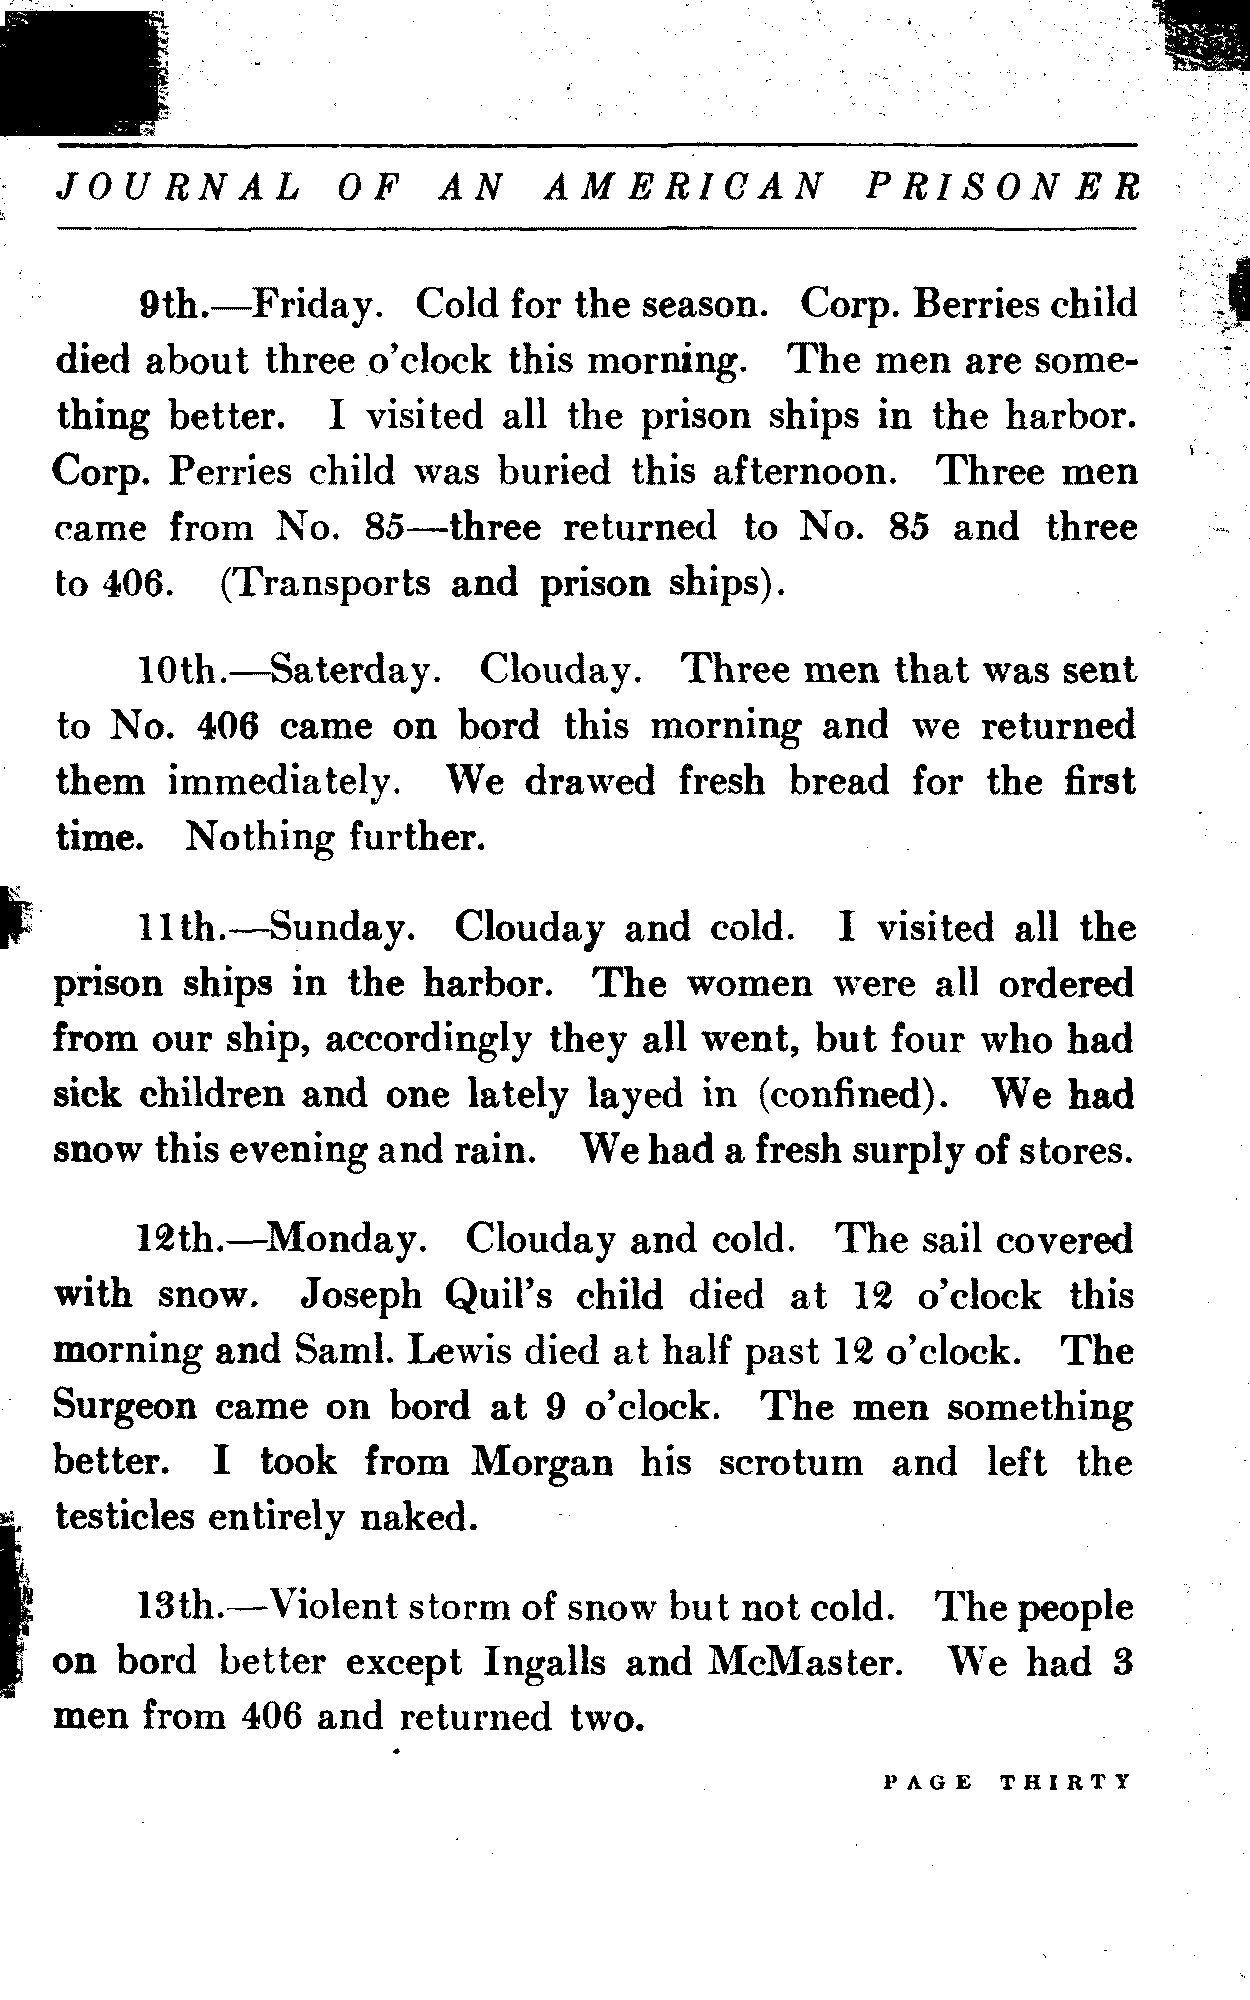 JOURNAL OF AN AMERICAN PRISONER
9th.—Friday. Cold for the season. Corp. Berries child
died about three o'clock this morning. The men are some-
thing better. I visited all the prison ships in the harbor.
Corp. Perries child was buried this afternoon. Three men
came from No. 85—three returned to No. 85 and three
to 406. (Transports and prison ships).
10th.—Saterday. Clouday. Three men that was sent
to No. 406 came on bord this morning and we returned
them immediately. We drawed fresh bread for the first
time. Nothing further.
11th.—Sunday. Clouday and cold. I visited all the
prison ships in the harbor. The women were all ordered
from our ship, accordingly they all went, but four who had
sick children and one lately layed in (confined). We had
snow this evening and rain. We had a fresh surply of stores.
12th.—Monday. Clouday and cold. The sail covered
with snow. Joseph Quil's child died at 12 o'clock this
morning and Saml. Lewis died at half past 12 o'clock. The
Surgeon came on bord at 9 o'clock. The men something
better. I took from Morgan his scrotum and left the
testicles entirely naked.
13th.—Violent storm of snow but not cold. The people
on bord better except Ingalls and McMaster. We had 3
men from 406 and returned two.
PAGE THIRTY